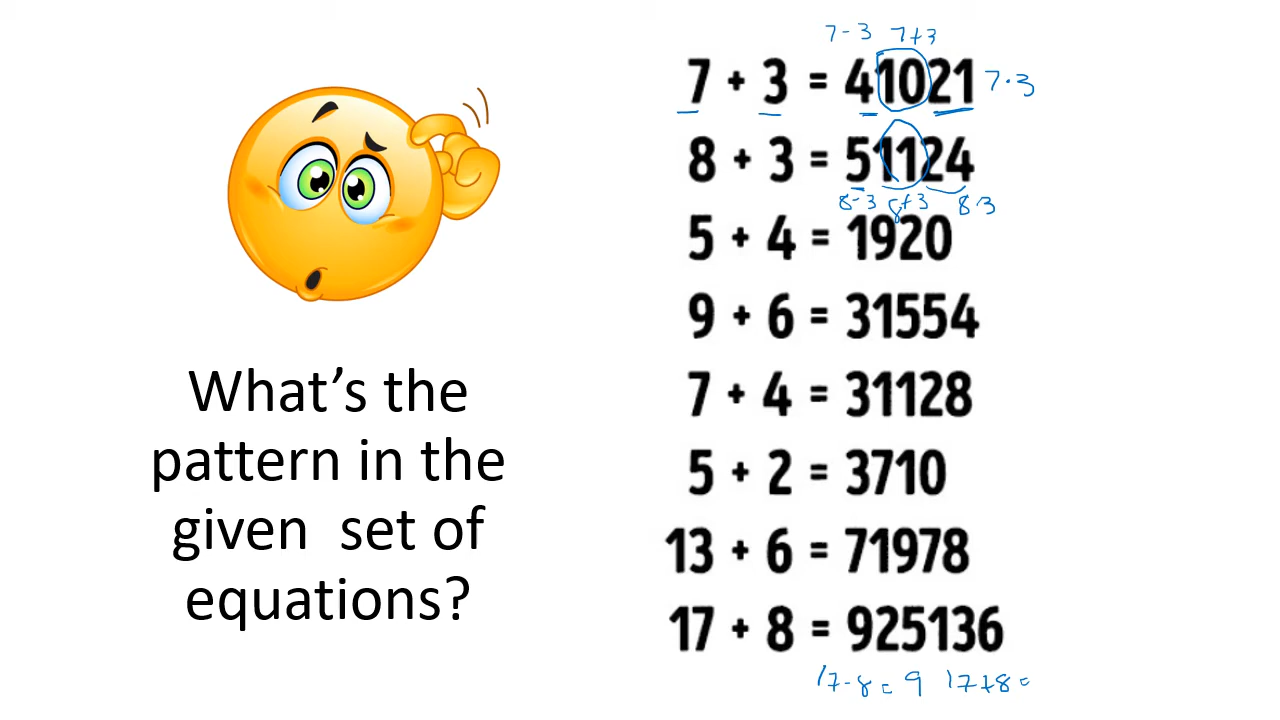 What's the
pattern in the
given set of
equations?
7 - 3 7 + 3
7 + 3 = 41021 7 · 3
8 + 3 = 51124
8 - 3 8 + 3 8·3
5 + 4 = 1920
9 + 6 = 31554
7 + 4 = 31128
5 + 2 = 3710
13 + 6 = 71978
17 + 8 = 925136
17 - 8 = 9 17 + 8 =